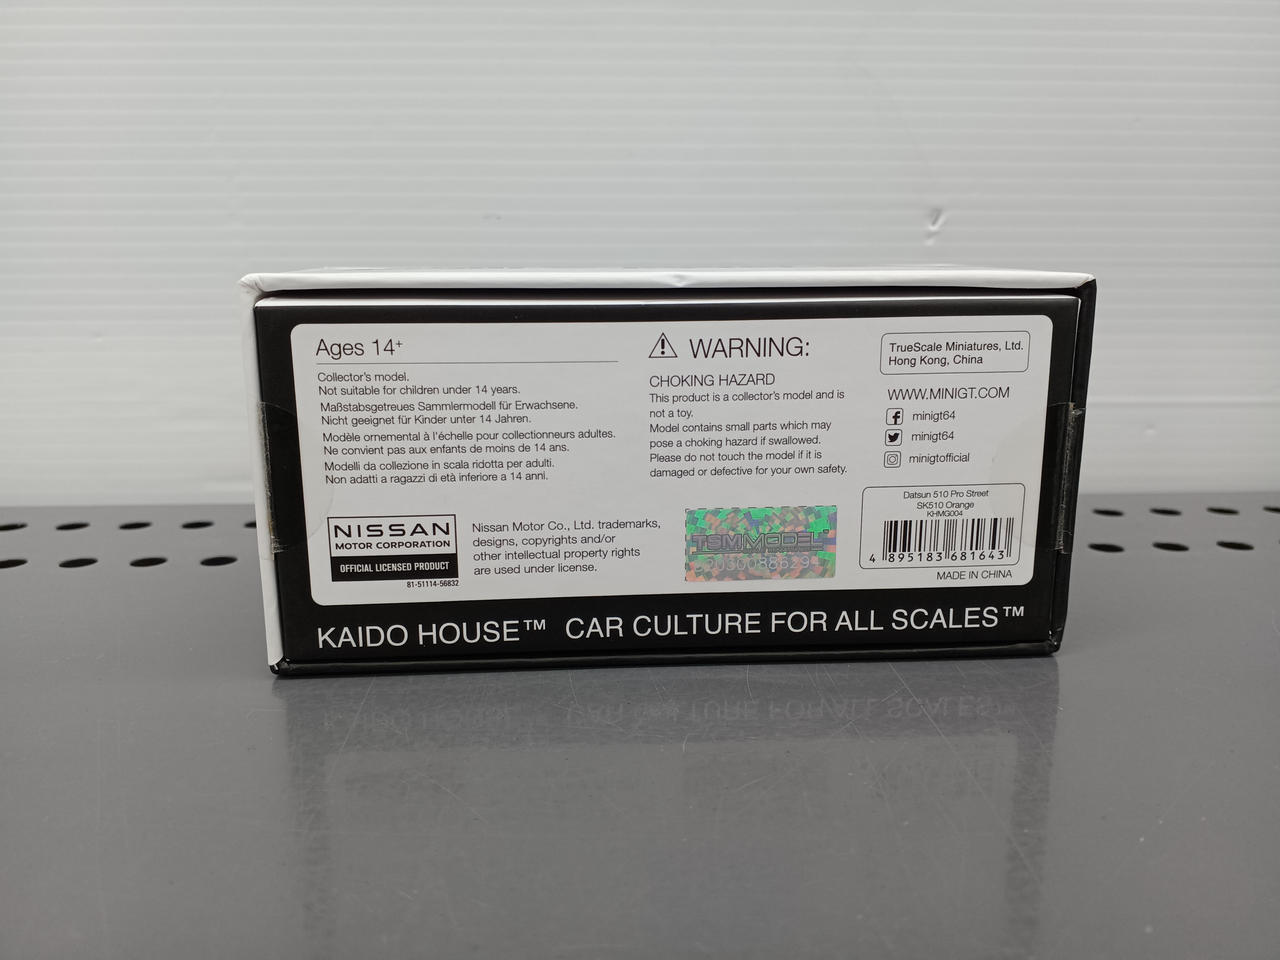 Ages 14+
Collector's model.
Not suitable for children under 14 years.
Maßstabsgetreues Sammlermodell für Erwachsene.
Nicht geeignet für Kinder unter 14 Jahren.
Modèle ornemental à l'échelle pour collectionneurs adultes.
Ne convient pas aux enfants de moins de 14 ans.
Modelli da collezione in scala ridotta per adulti.
Non adatti a ragazzi di età inferiore a 14 anni.
WARNING:
CHOKING HAZARD
This product is a collector's model and is
not a toy.
Model contains small parts which may
pose a choking hazard if swallowed.
Please do not touch the model if it is
damaged or defective for your own safety.
TrueScale Miniatures, Ltd.
Hong Kong, China
WWW.MINIGT.COM
minigt64
minigt64
minigtofficial
NISSAN
MOTOR CORPORATION
OFFICIAL LICENSED PRODUCT
81-51114-56832
Nissan Motor Co., Ltd. trademarks,
designs, copyrights and/or
other intellectual property rights
are used under license.
TSM MODEL
Datsun 510 Pro Street
SK510 Orange
KHMG004
4 895183 681643
MADE IN CHINA
KAIDO HOUSE™ CAR CULTURE FOR ALL SCALES™